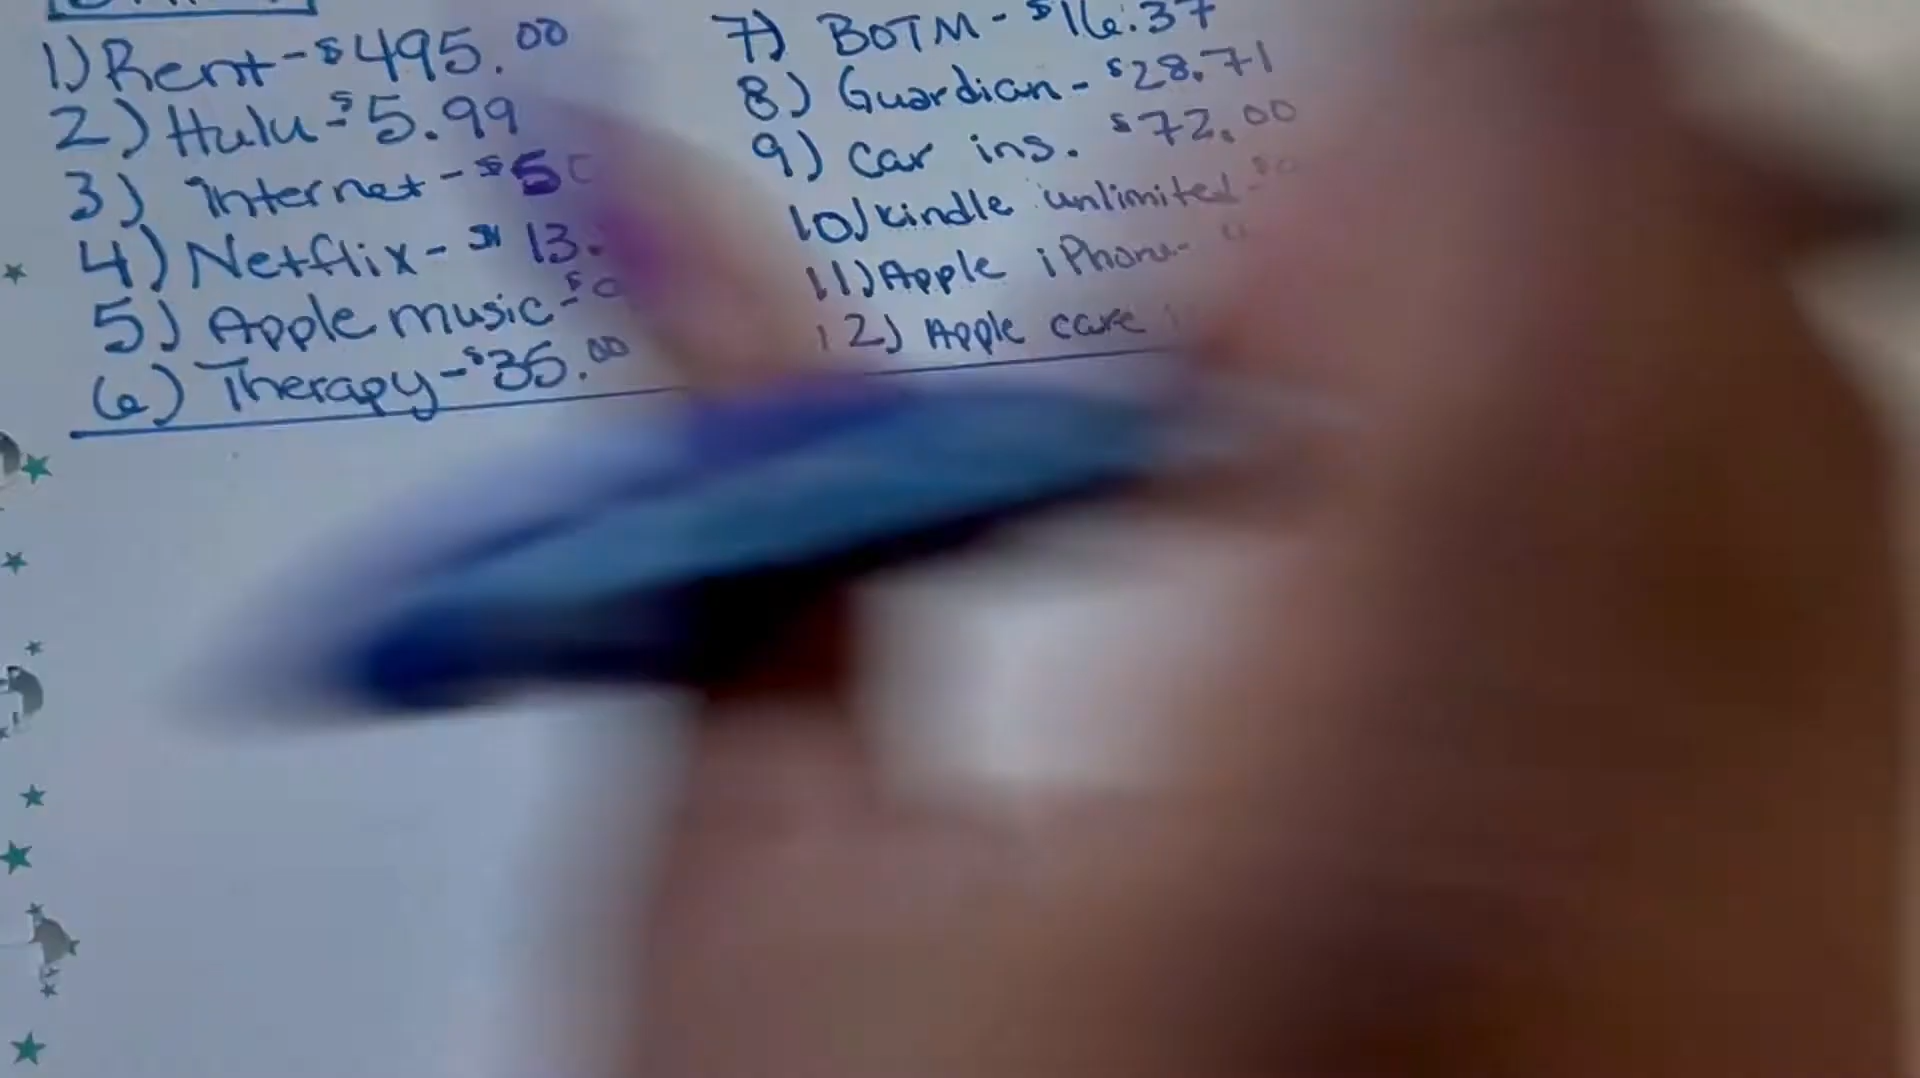 1) Rent - $495.00
2) Hulu - $5.99
3) Internet - $5
4) Netflix - $13.
5) Apple music - $
6) Therapy - $35.00
7) BOTM - $16.37
8) Guardian - $28.71
9) Car ins. $72.00
10) Kindle unlimited - $
11) Apple iPhone -
12) Apple care